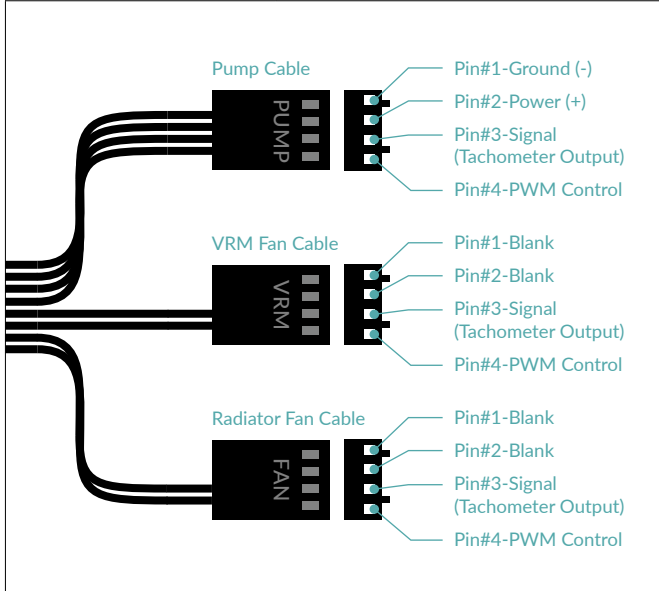 Pump Cable
PUMP
Pin#1-Ground (-)
Pin#2-Power (+)
Pin#3-Signal
(Tachometer Output)
Pin#4-PWM Control
VRM Fan Cable
VRM
Pin#1-Blank
Pin#2-Blank
Pin#3-Signal
(Tachometer Output)
Pin#4-PWM Control
Radiator Fan Cable
FAN
Pin#1-Blank
Pin#2-Blank
Pin#3-Signal
(Tachometer Output)
Pin#4-PWM Control